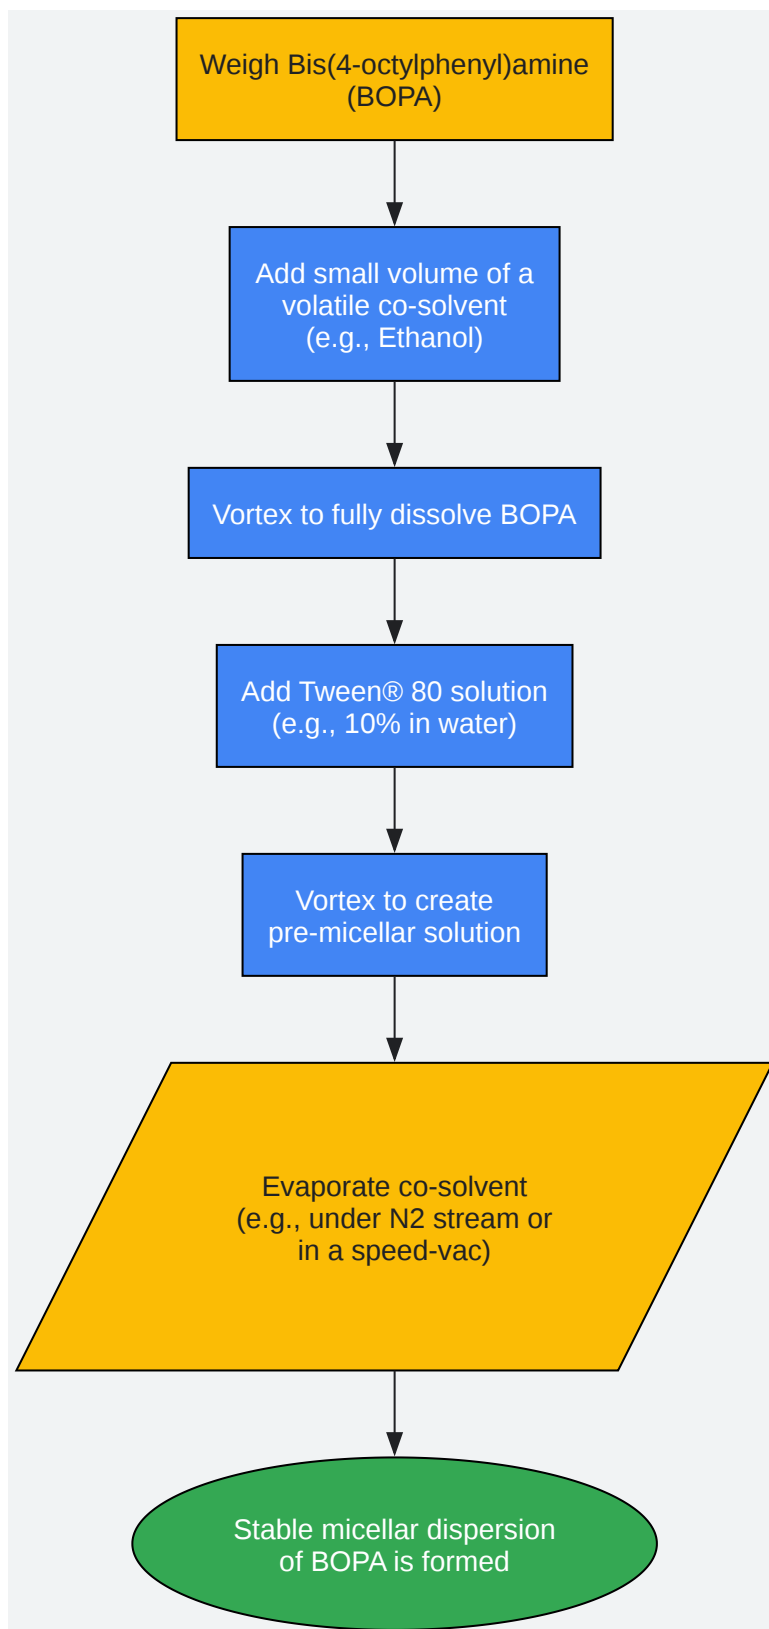 Weigh Bis(4-octylphenyl)amine
(BOPA)
Add small volume of a
volatile co-solvent
(e.g., Ethanol)
Vortex to fully dissolve BOPA
Add Tween® 80 solution
(e.g., 10% in water)
Vortex to create
pre-micellar solution
Evaporate co-solvent
(e.g., under N2 stream or
in a speed-vac)
Stable micellar dispersion
of BOPA is formed